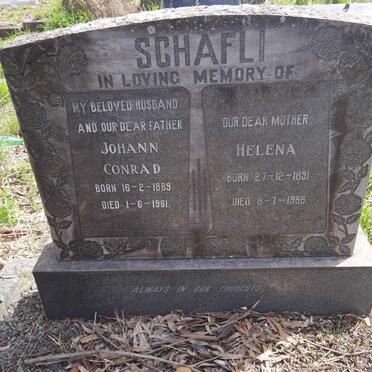 SCHAFLI
IN LOVING MEMORY OF
MY BELOVED HUSBAND
AND OUR DEAR FATHER
JOHANN
CONRAD
BORN 16-2-1889
DIED 1-6-1961.
OUR DEAR MOTHER
HELENA
BORN 27-12-1891
DIED 8-7-1986
ALWAYS IN OUR THOUGHTS